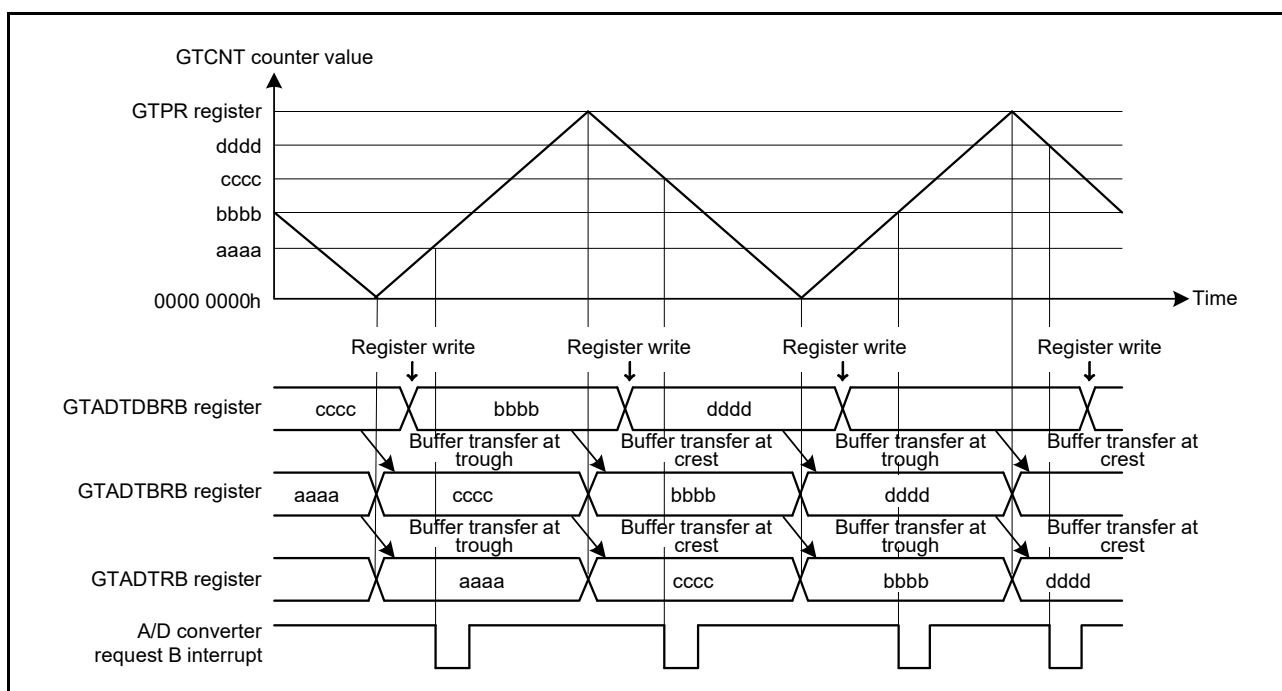 GTCNT counter value
GTPR register
dddd
cccc
bbbb
aaaa
0000 0000h
Time
Register write Register write Register write Register write
GTADTDBRB register
cccc bbbb dddd
Buffer transfer at trough
Buffer transfer at crest
Buffer transfer at trough
Buffer transfer at crest
GTADTBRB register
aaaa cccc bbbb dddd
Buffer transfer at trough
Buffer transfer at crest
Buffer transfer at trough
Buffer transfer at crest
GTADTRB register
aaaa cccc bbbb dddd
A/D converter
request B interrupt